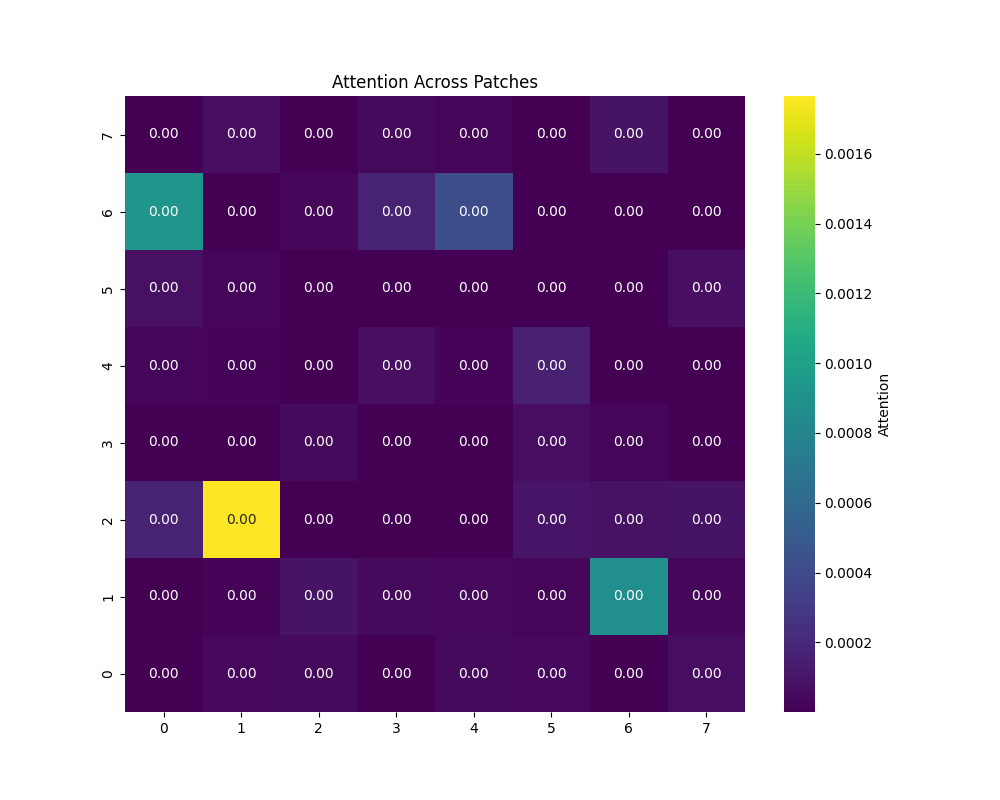 Attention Across Patches
7 0.00 0.00 0.00 0.00 0.00 0.00 0.00 0.00
6 0.00 0.00 0.00 0.00 0.00 0.00 0.00 0.00
5 0.00 0.00 0.00 0.00 0.00 0.00 0.00 0.00
4 0.00 0.00 0.00 0.00 0.00 0.00 0.00 0.00
3 0.00 0.00 0.00 0.00 0.00 0.00 0.00 0.00
2 0.00 0.00 0.00 0.00 0.00 0.00 0.00 0.00
1 0.00 0.00 0.00 0.00 0.00 0.00 0.00 0.00
0 0.00 0.00 0.00 0.00 0.00 0.00 0.00 0.00
0 1 2 3 4 5 6 7
0.0016
0.0014
0.0012
0.0010
0.0008
0.0006
0.0004
0.0002
Attention